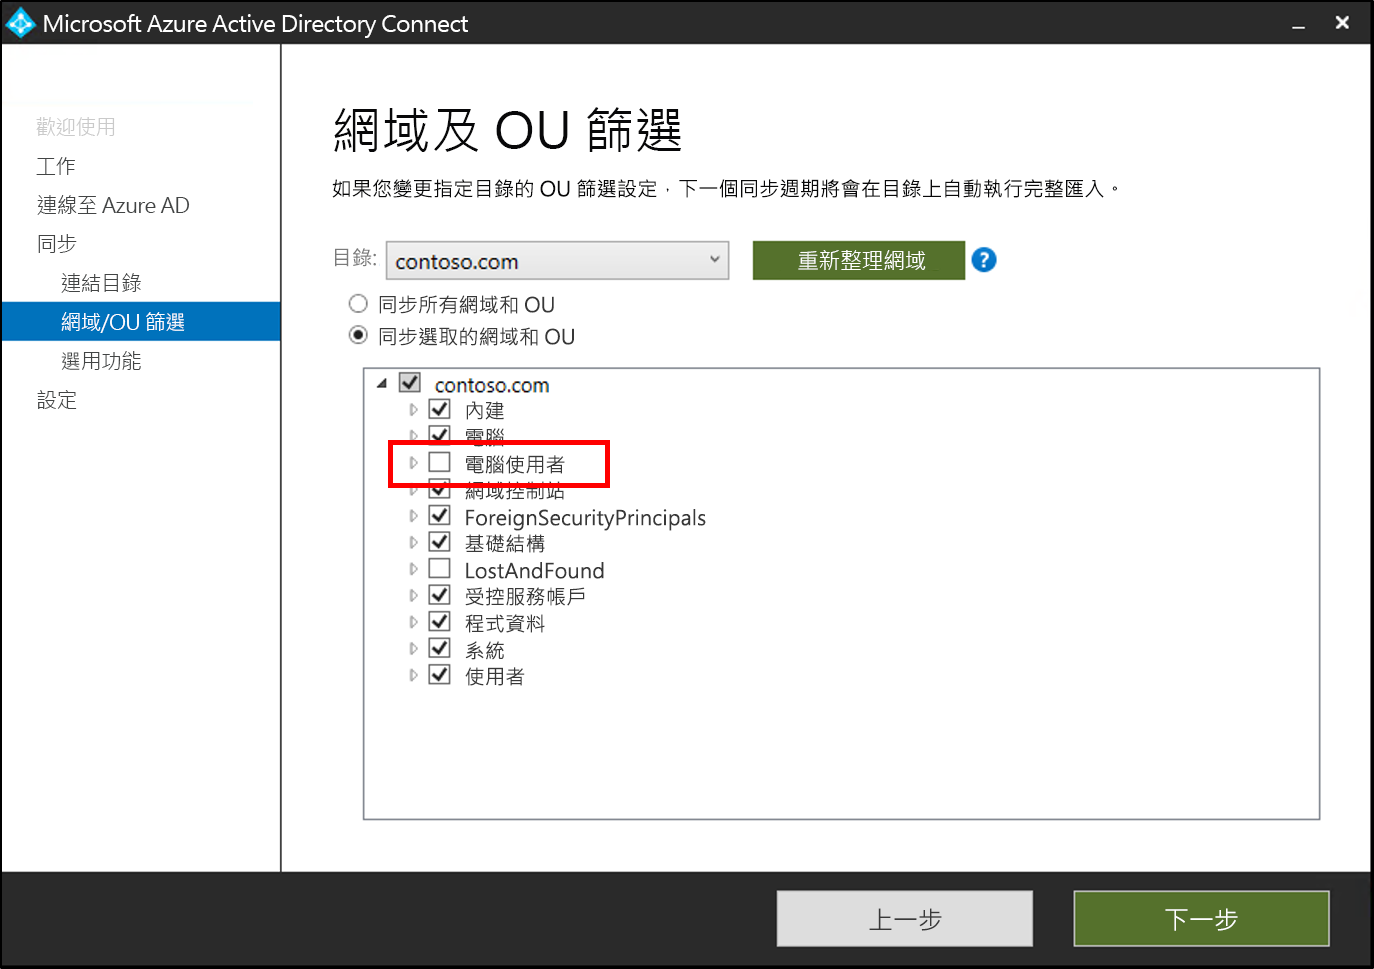 Microsoft Azure Active Directory Connect
歡迎使用
工作
連線至 Azure AD
同步
連結目錄
網域/OU 篩選
選用功能
設定
網域及 OU 篩選
如果您變更指定目錄的 OU 篩選設定，下一個同步週期將會在目錄上自動執行完整匯入。
目錄: contoso.com 重新整理網域 ?
同步所有網域和 OU
同步選取的網域和 OU
contoso.com
內建
電腦
電腦使用者
網域控制站
ForeignSecurityPrincipals
基礎結構
LostAndFound
受控服務帳戶
程式資料
系統
使用者
上一步 下一步